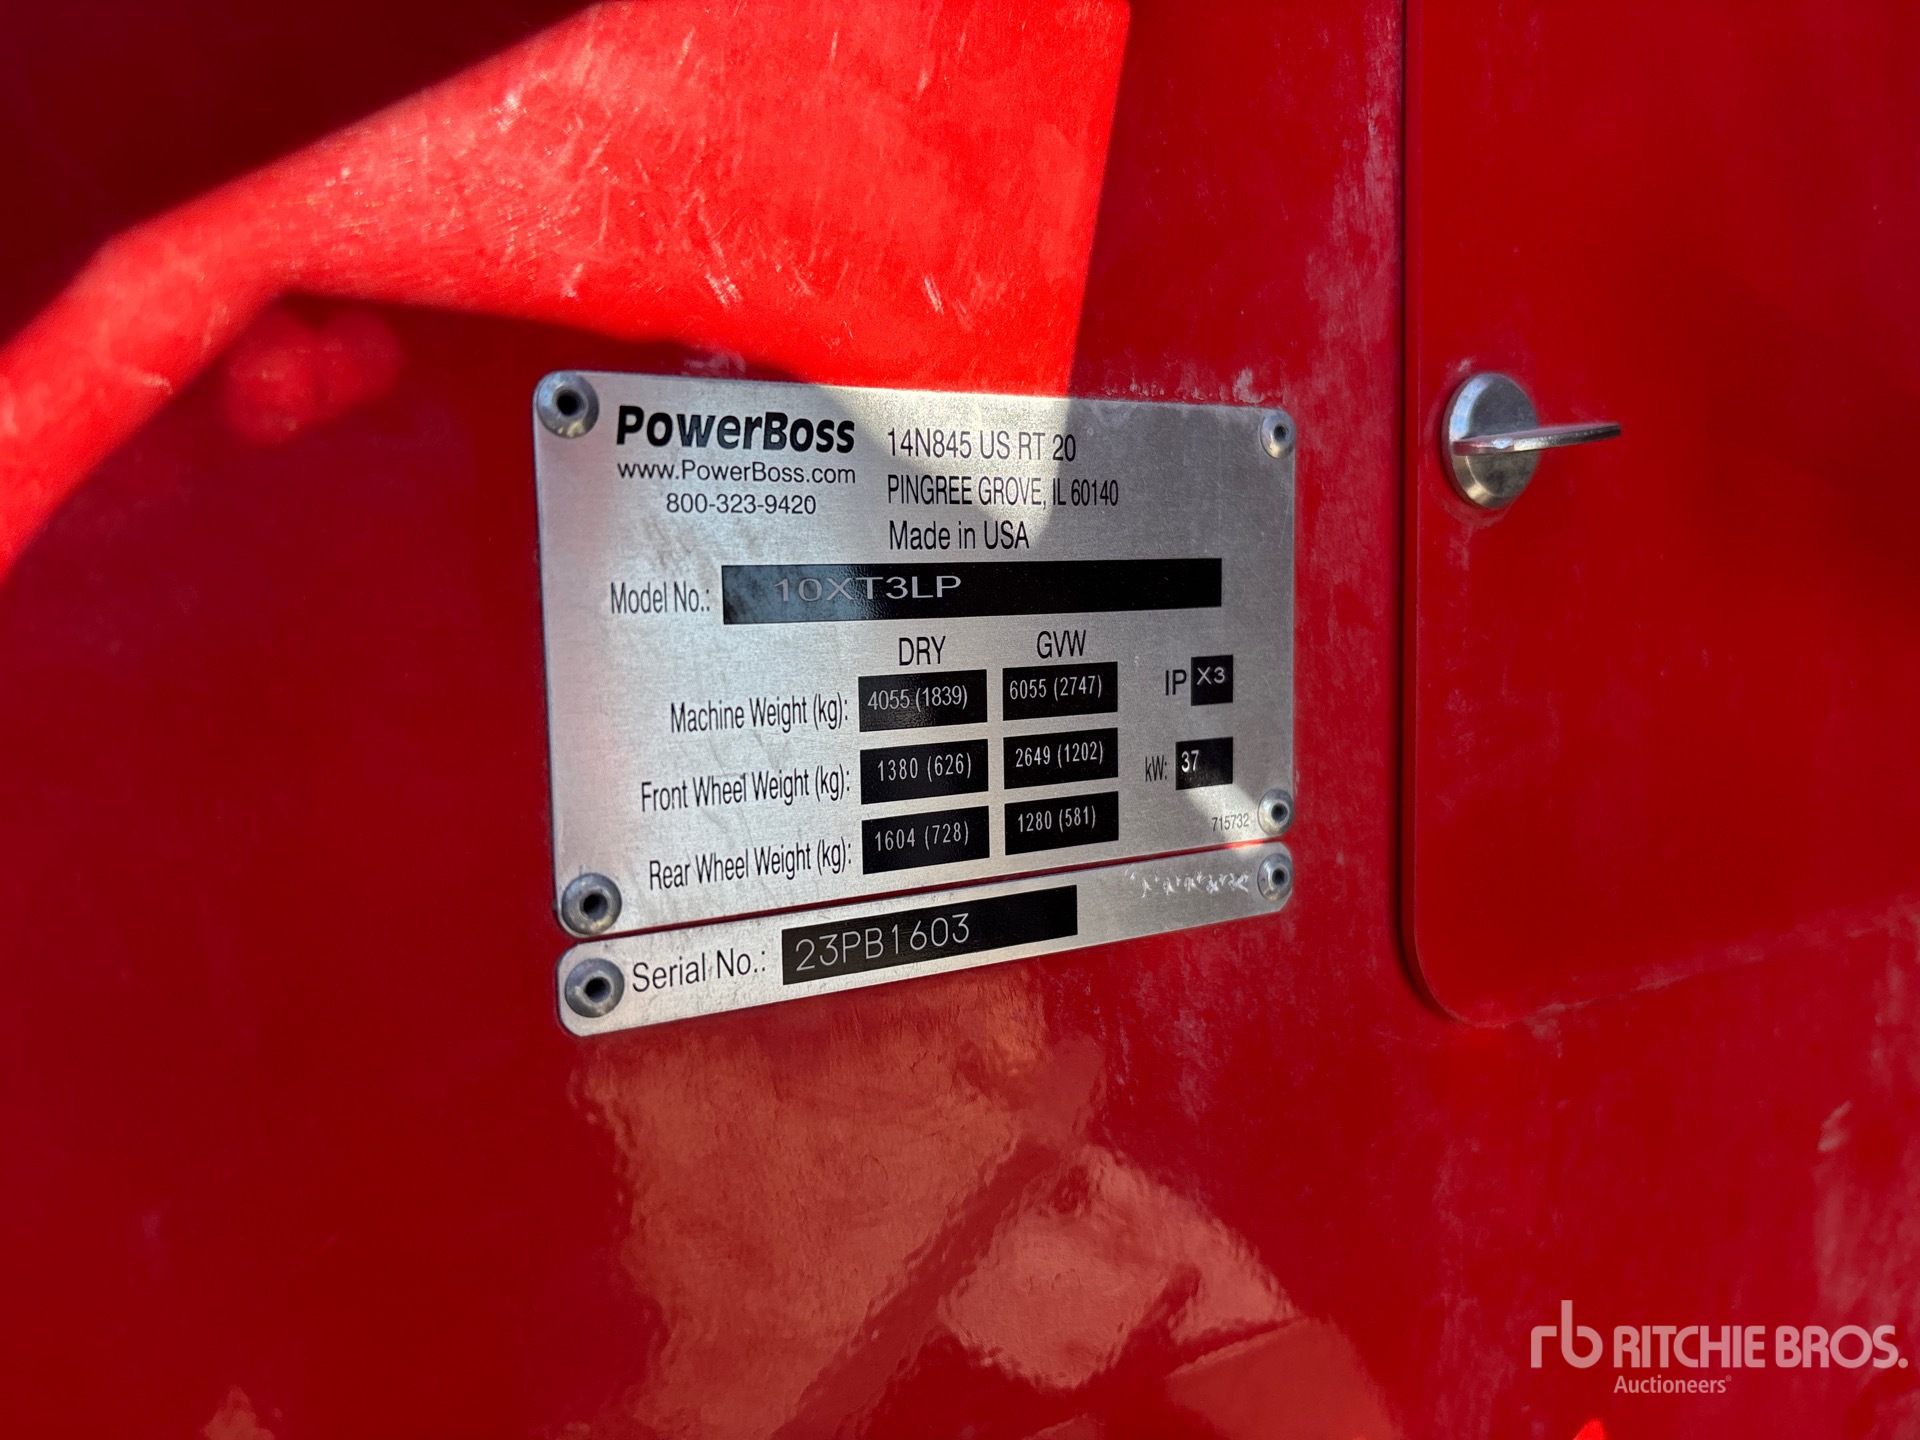 PowerBoss
www.PowerBoss.com
800-323-9420
14N845 US RT 20
PINGREE GROVE, IL 60140
Made in USA
Model No.: 10XT3LP
DRY GVW
Machine Weight (kg): 4055 (1839) 6055 (2747) IP X3
Front Wheel Weight (kg): 1380 (626) 2649 (1202) kW: 37
Rear Wheel Weight (kg): 1604 (728) 1280 (581)
715732
Serial No.: 23PB1603
rb RITCHIE BROS.
Auctioneers